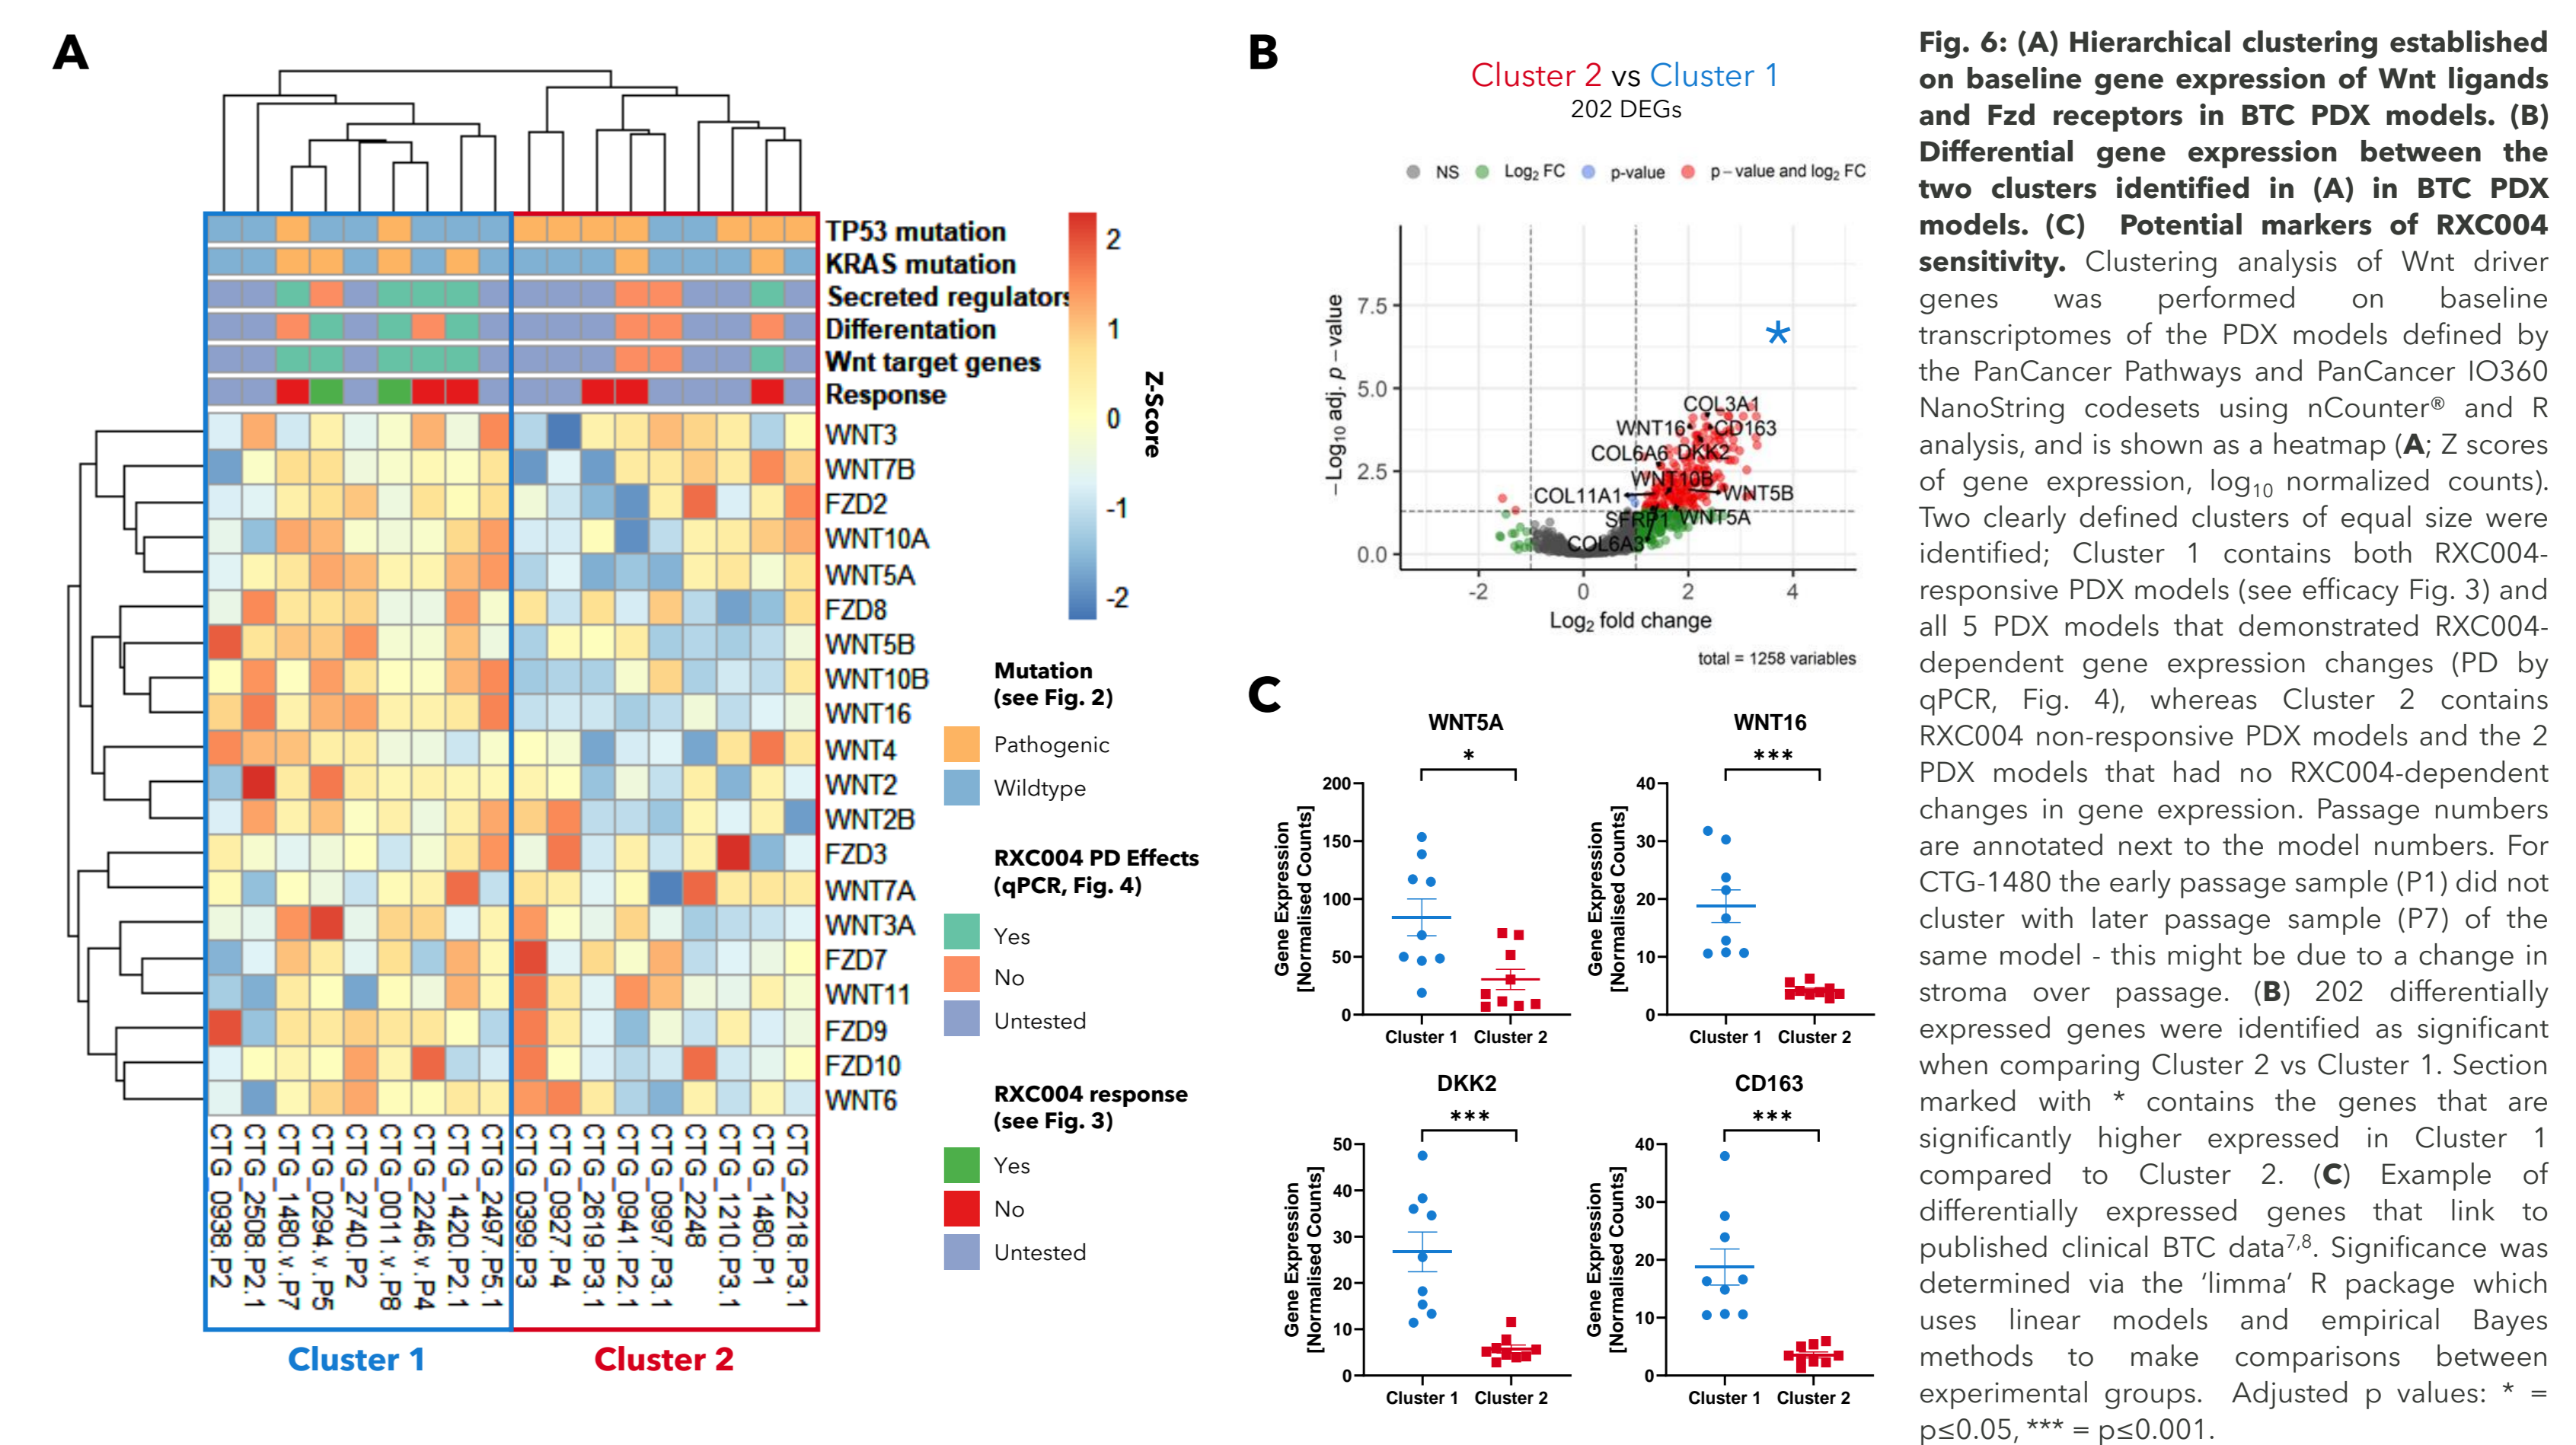 A
TP53 mutation
KRAS mutation
Secreted regulators
Differentation
Wnt target genes
Response
WNT3
WNT7B
FZD2
WNT10A
WNT5A
FZD8
WNT5B
WNT10B
WNT16
WNT4
WNT2
WNT2B
FZD3
WNT7A
WNT3A
FZD7
WNT11
FZD9
FZD10
WNT6
2
1
0
-1
-2
Z-Score
CTG_0938.P2
CTG_2508.P2.1
CTG_1480.v.P7
CTG_0294.v.P5
CTG_2740.P2
CTG_0011.v.P8
CTG_2246.v.P4
CTG_1420.P2.1
CTG_2497.P5.1
CTG_0399.P3
CTG_0927.P4
CTG_2619.P3.1
CTG_0941.P2.1
CTG_0997.P3.1
CTG_2248
CTG_1210.P3.1
CTG_1480.P1
CTG_2218.P3.1
Cluster 1
Cluster 2
Mutation
(see Fig. 2)
Pathogenic
Wildtype
RXC004 PD Effects
(qPCR, Fig. 4)
Yes
No
Untested
RXC004 response
(see Fig. 3)
Yes
No
Untested
B
Cluster 2 vs Cluster 1
202 DEGs
NS Log2 FC p-value p – value and log2 FC
–Log10 adj. p – value
7.5
5.0
2.5
0.0
*
COL3A1
WNT16
CD163
COL6A6
DKK2
WNT10B
COL11A1
WNT5B
SFRP1
WNT5A
COL6A3
-2 0 2 4
Log2 fold change
total = 1258 variables
C
WNT5A
*
Gene Expression
[Normalised Counts]
200
150
100
50
0
Cluster 1 Cluster 2
WNT16
***
Gene Expression
[Normalised Counts]
40
30
20
10
0
Cluster 1 Cluster 2
DKK2
***
Gene Expression
[Normalised Counts]
50
40
30
20
10
0
Cluster 1 Cluster 2
CD163
***
Gene Expression
[Normalised Counts]
40
30
20
10
0
Cluster 1 Cluster 2
Fig. 6: (A) Hierarchical clustering established
on baseline gene expression of Wnt ligands
and Fzd receptors in BTC PDX models. (B)
Differential gene expression between the
two clusters identified in (A) in BTC PDX
models. (C) Potential markers of RXC004
sensitivity. Clustering analysis of Wnt driver
genes was performed on baseline
transcriptomes of the PDX models defined by
the PanCancer Pathways and PanCancer IO360
NanoString codesets using nCounter® and R
analysis, and is shown as a heatmap (A; Z scores
of gene expression, log10 normalized counts).
Two clearly defined clusters of equal size were
identified; Cluster 1 contains both RXC004-
responsive PDX models (see efficacy Fig. 3) and
all 5 PDX models that demonstrated RXC004-
dependent gene expression changes (PD by
qPCR, Fig. 4), whereas Cluster 2 contains
RXC004 non-responsive PDX models and the 2
PDX models that had no RXC004-dependent
changes in gene expression. Passage numbers
are annotated next to the model numbers. For
CTG-1480 the early passage sample (P1) did not
cluster with later passage sample (P7) of the
same model - this might be due to a change in
stroma over passage. (B) 202 differentially
expressed genes were identified as significant
when comparing Cluster 2 vs Cluster 1. Section
marked with * contains the genes that are
significantly higher expressed in Cluster 1
compared to Cluster 2. (C) Example of
differentially expressed genes that link to
published clinical BTC data7,8. Significance was
determined via the ‘limma’ R package which
uses linear models and empirical Bayes
methods to make comparisons between
experimental groups. Adjusted p values: * =
p≤0.05, *** = p≤0.001.